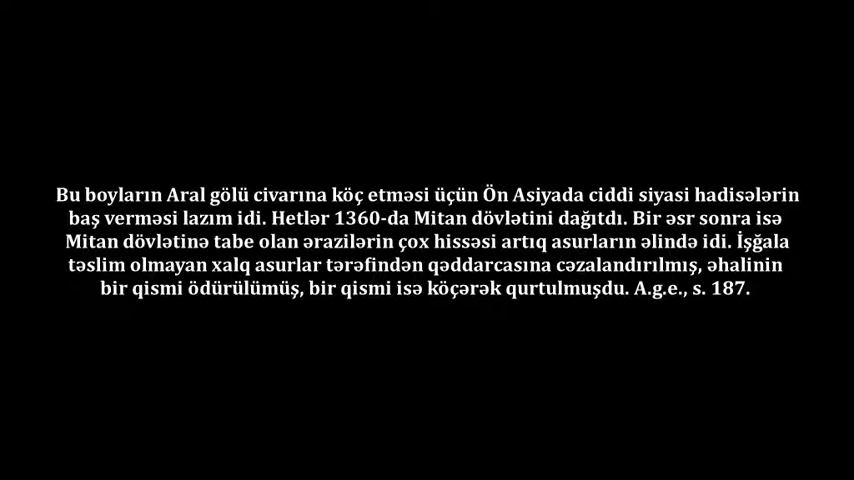 Bu boyların Aral gölü civarına köç etməsi üçün Ön Asiyada ciddi siyasi hadisələrin
baş verməsi lazım idi. Hetlər 1360-da Mitan dövlətini dağıtdı. Bir əsr sonra isə
Mitan dövlətinə tabe olan ərazilərin çox hissəsi artıq asurların əlində idi. İşğala
təslim olmayan xalq asurlar tərəfindən qəddarcasına cəzalandırılmış, əhalinin
bir qismi ödürülümüş, bir qismi isə köçərək qurtulmuşdu. A.g.e., s. 187.